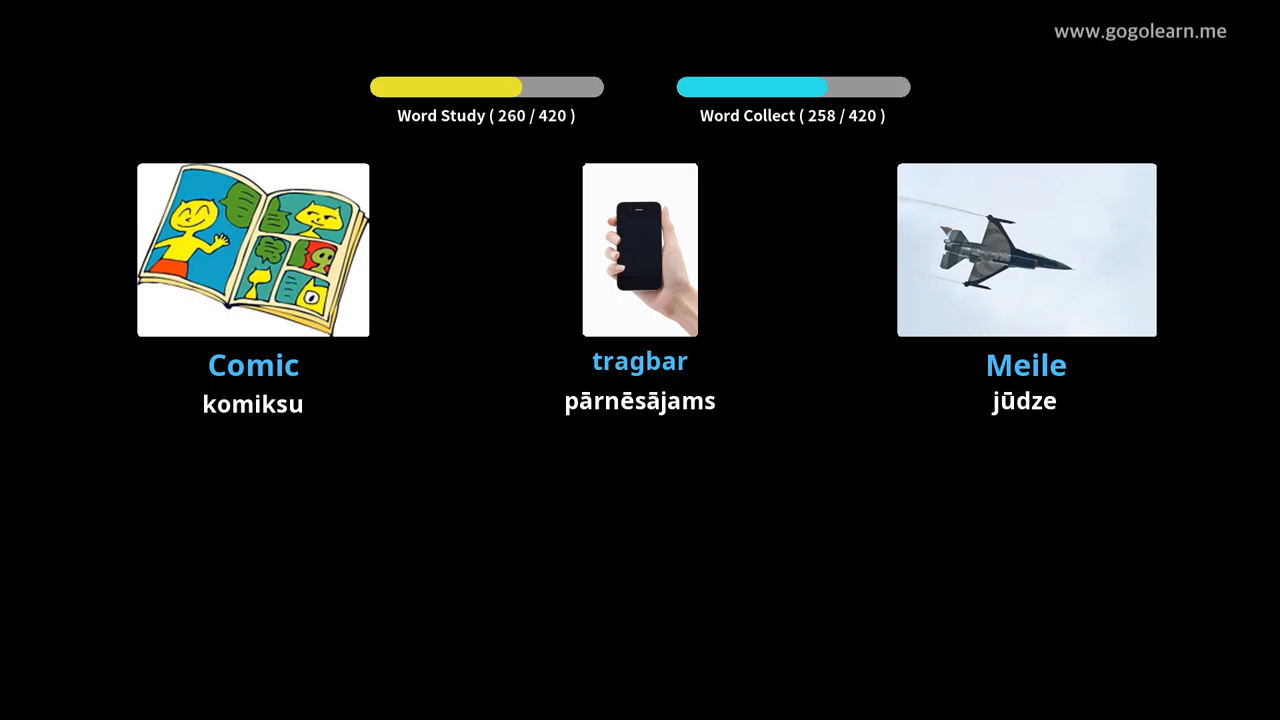 www.gogolearn.me
Word Study ( 260 / 420 )
Word Collect ( 258 / 420 )
Comic
komiksu
tragbar
pārnēsājams
Meile
jūdze